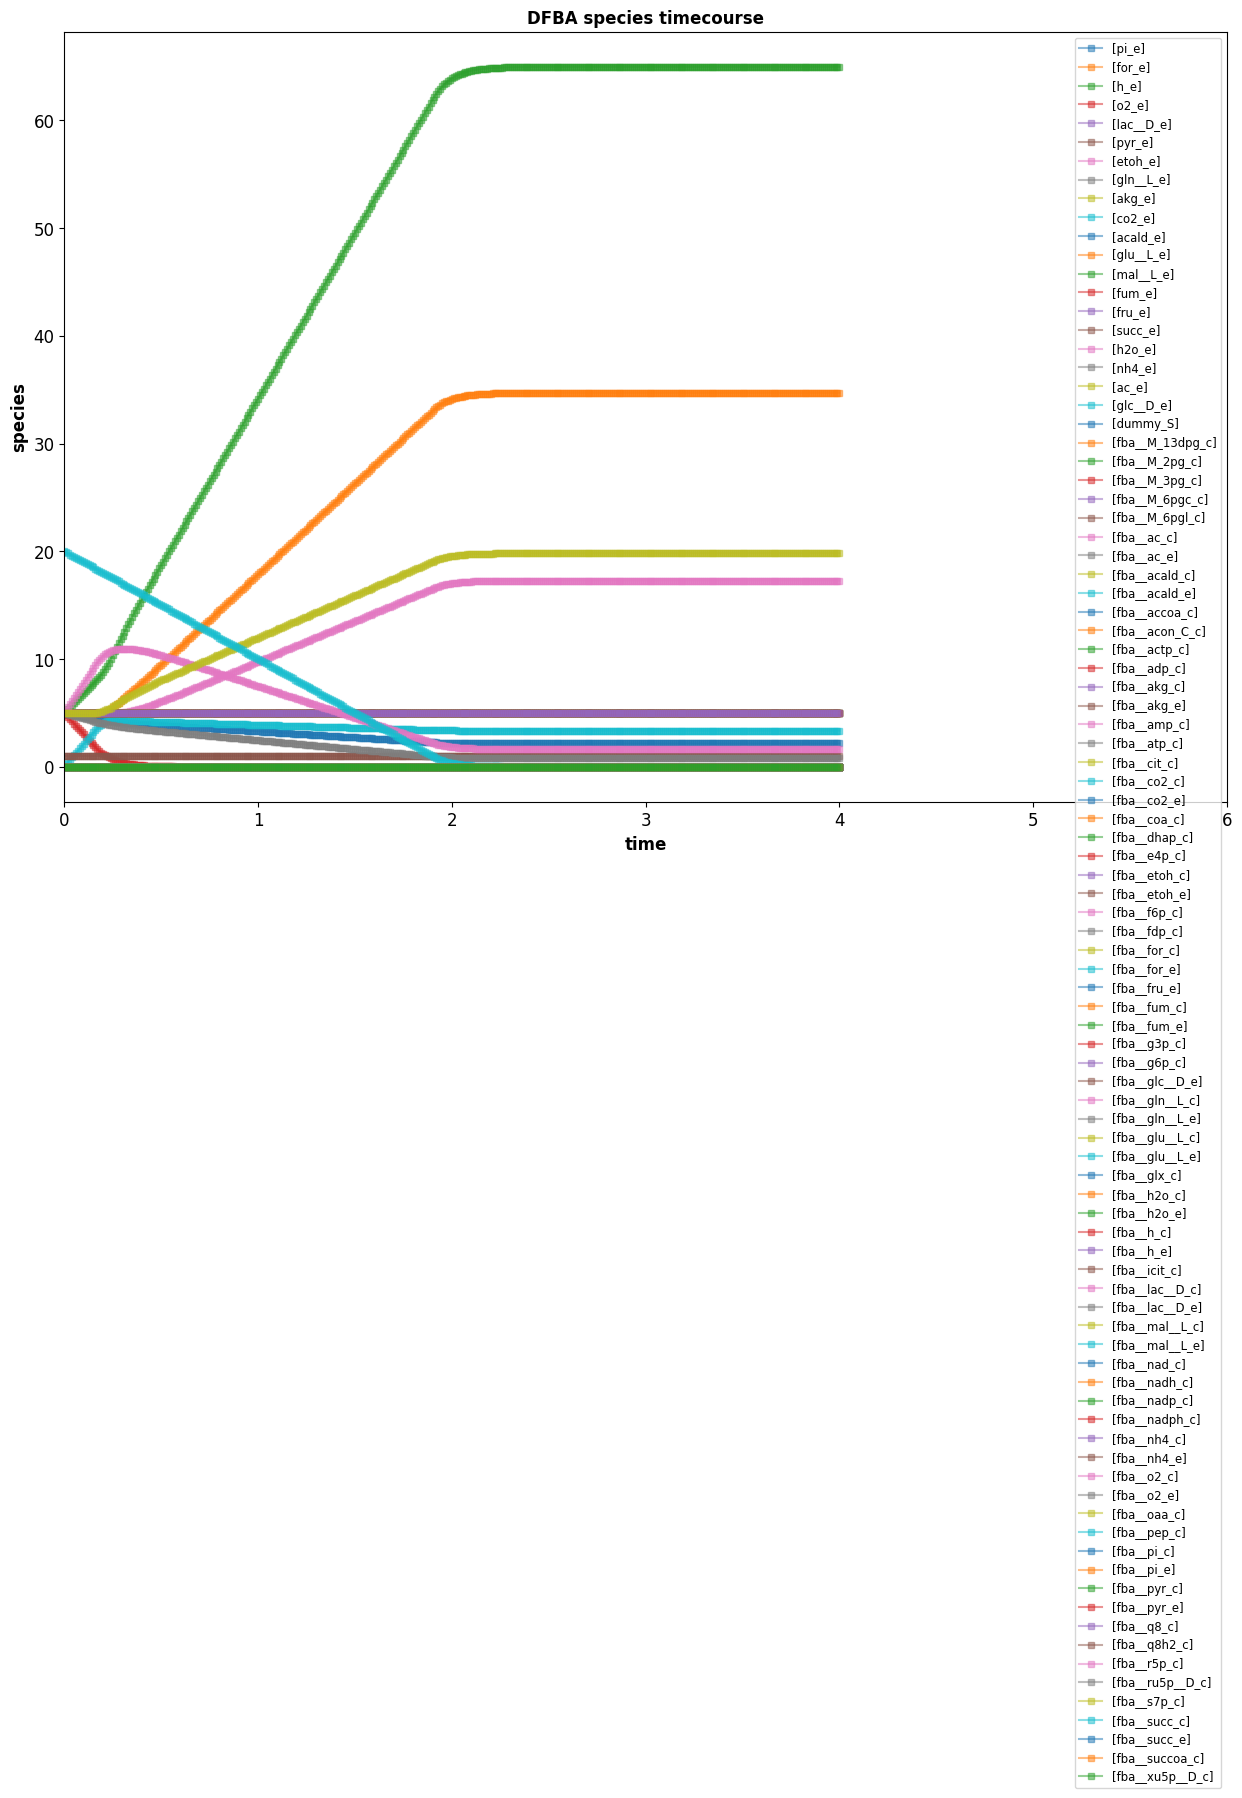 DFBA species timecourse
species
60
50
40
30
20
10
0
0 1 2 3 4 5 6
time
[pi_e]
[for_e]
[h_e]
[o2_e]
[lac__D_e]
[pyr_e]
[etoh_e]
[gln__L_e]
[akg_e]
[co2_e]
[acald_e]
[glu__L_e]
[mal__L_e]
[fum_e]
[fru_e]
[succ_e]
[h2o_e]
[nh4_e]
[ac_e]
[glc__D_e]
[dummy_S]
[fba__M_13dpg_c]
[fba__M_2pg_c]
[fba__M_3pg_c]
[fba__M_6pgc_c]
[fba__M_6pgl_c]
[fba__ac_c]
[fba__ac_e]
[fba__acald_c]
[fba__acald_e]
[fba__accoa_c]
[fba__acon_C_c]
[fba__actp_c]
[fba__adp_c]
[fba__akg_c]
[fba__akg_e]
[fba__amp_c]
[fba__atp_c]
[fba__cit_c]
[fba__co2_c]
[fba__co2_e]
[fba__coa_c]
[fba__dhap_c]
[fba__e4p_c]
[fba__etoh_c]
[fba__etoh_e]
[fba__f6p_c]
[fba__fdp_c]
[fba__for_c]
[fba__for_e]
[fba__fru_e]
[fba__fum_c]
[fba__fum_e]
[fba__g3p_c]
[fba__g6p_c]
[fba__glc__D_e]
[fba__gln__L_c]
[fba__gln__L_e]
[fba__glu__L_c]
[fba__glu__L_e]
[fba__glx_c]
[fba__h2o_c]
[fba__h2o_e]
[fba__h_c]
[fba__h_e]
[fba__icit_c]
[fba__lac__D_c]
[fba__lac__D_e]
[fba__mal__L_c]
[fba__mal__L_e]
[fba__nad_c]
[fba__nadh_c]
[fba__nadp_c]
[fba__nadph_c]
[fba__nh4_c]
[fba__nh4_e]
[fba__o2_c]
[fba__o2_e]
[fba__oaa_c]
[fba__pep_c]
[fba__pi_c]
[fba__pi_e]
[fba__pyr_c]
[fba__pyr_e]
[fba__q8_c]
[fba__q8h2_c]
[fba__r5p_c]
[fba__ru5p__D_c]
[fba__s7p_c]
[fba__succ_c]
[fba__succ_e]
[fba__succoa_c]
[fba__xu5p__D_c]